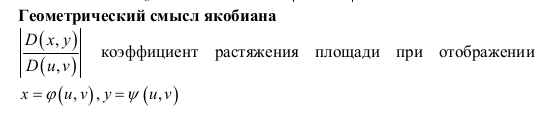 Геометрический смысл якобиана
|D(x,y)/D(u,v)| коэффициент растяжения площади при отображении
x = φ(u,v), y = ψ(u,v)